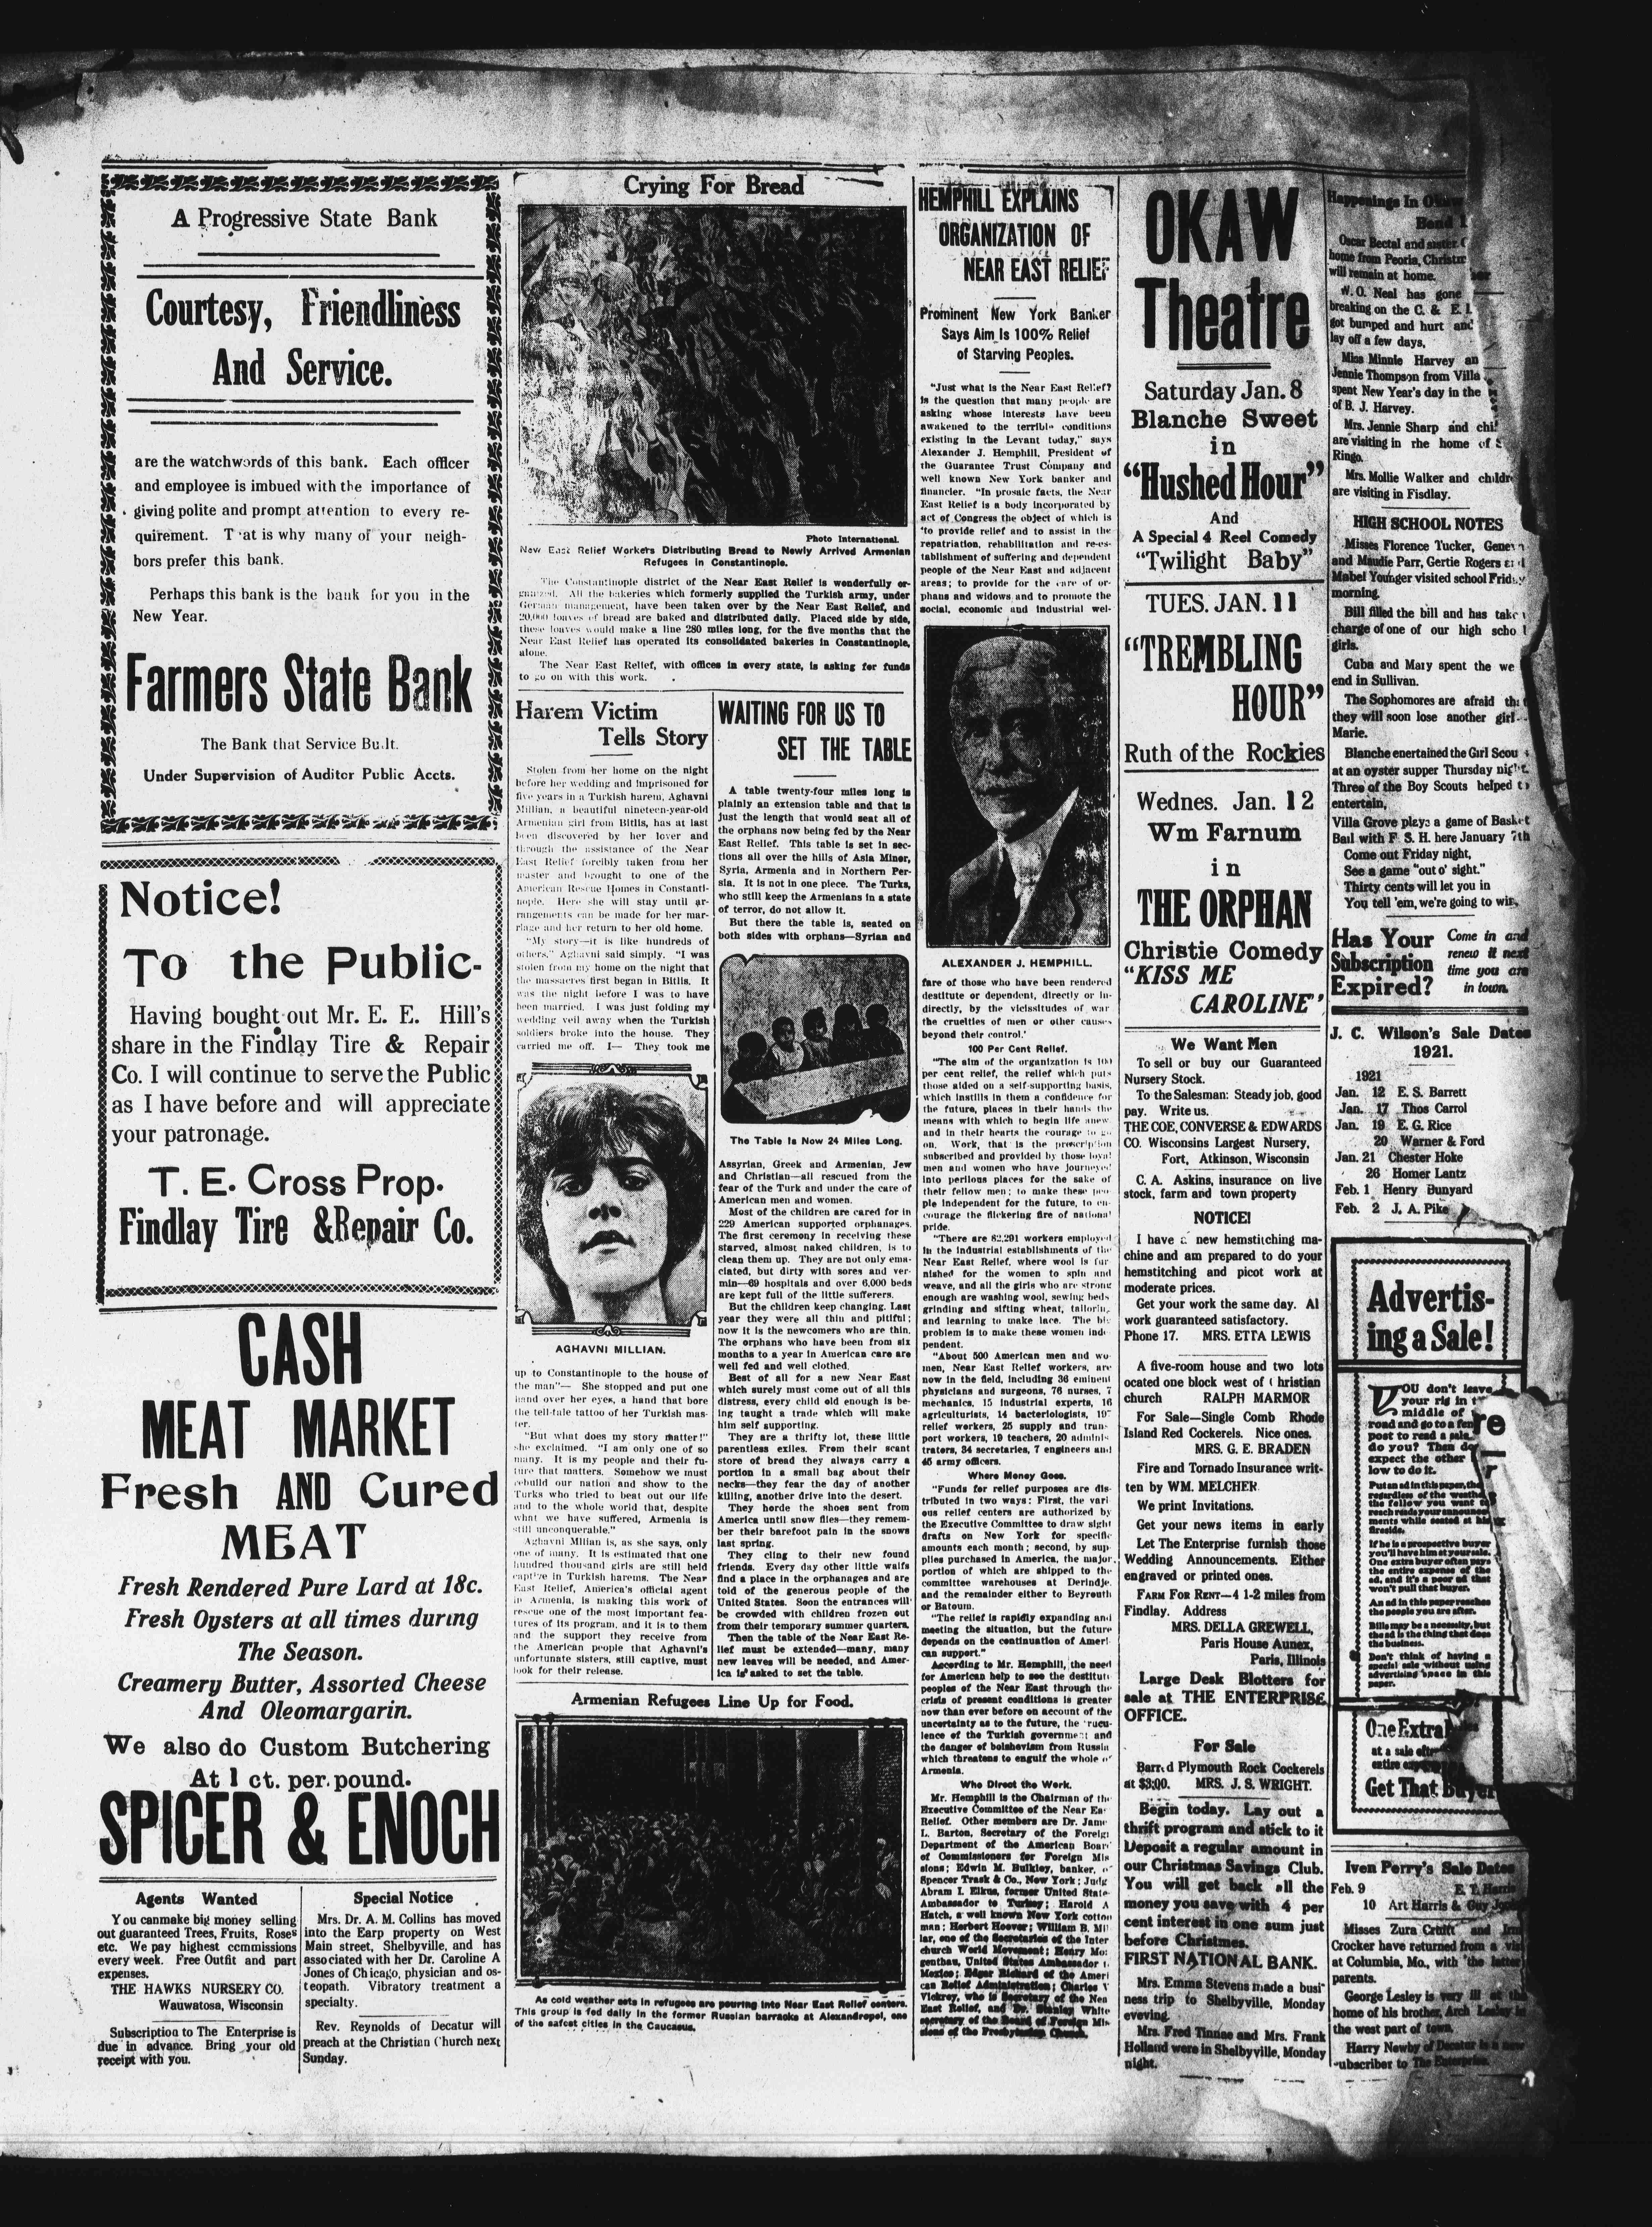 A Progressive State Bank
Courtesy, Friendliness
And Service.
are the watchwords of this bank. Each officer
and employee is imbued with the importance of
giving polite and prompt attention to every re-
quirement. T at is why many of your neigh-
bors prefer this bank.
Perhaps this bank is the bank for you in the
New Year.
Farmers State Bank
The Bank that Service Built.
Under Supervision of Auditor Public Accts.
Notice!
To the Public-
Having bought out Mr. E. E. Hill's
share in the Findlay Tire & Repair
Co. I will continue to serve the Public
as I have before and will appreciate
your patronage.
T. E. Cross Prop.
Findlay Tire &Repair Co.
CASH
MEAT MARKET
Fresh AND Cured
MEAT
Fresh Rendered Pure Lard at 18c.
Fresh Oysters at all times during
The Season.
Creamery Butter, Assorted Cheese
And Oleomargarin.
We also do Custom Butchering
At 1 ct. per pound.
SPICER & ENOCH
Agents Wanted
You canmake big money selling
out guaranteed Trees, Fruits, Roses
etc. We pay highest commissions
every week. Free Outfit and part
expenses.
THE HAWKS NURSERY CO.
Wauwatosa, Wisconsin
Subscription to The Enterprise is
due in advance. Bring your old
receipt with you.
Special Notice
Mrs. Dr. A. M. Collins has moved
into the Earp property on West
Main street, Shelbyville, and has
associated with her Dr. Caroline A
Jones of Chicago, physician and os-
teopath. Vibratory treatment a
specialty.
Rev. Reynolds of Decatur will
preach at the Christian Church next
Sunday.
Crying For Bread
Photo International.
New East Relief Workers Distributing Bread to Newly Arrived Armenian
Refugees in Constantinople.
The Constantinople district of the Near East Relief is wonderfully or-
ganized. All the bakeries which formerly supplied the Turkish army, under
German management, have been taken over by the Near East Relief, and
20,000 loaves of bread are baked and distributed daily. Placed side by side,
these loaves would make a line 280 miles long, for the five months that the
Near East Relief has operated its consolidated bakeries in Constantinople,
alone.
The Near East Relief, with offices in every state, is asking for funds
to go on with this work.
Harem Victim
Tells Story
Stolen from her home on the night
before her wedding and imprisoned for
five years in a Turkish harem, Aghavni
Millian, a beautiful nineteen-year-old
Armenian girl from Bitlis, has at last
been discovered by her lover and
through the assistance of the Near
East Relief forcibly taken from her
master and brought to one of the
American Rescue Homes in Constanti-
nople. Here she will stay until ar-
rangements can be made for her mar-
riage and her return to her old home.
"My story—it is like hundreds of
others," Aghavni said simply. "I was
stolen from my home on the night that
the massacres first began in Bitlis. It
was the night before I was to have
been married. I was just folding my
wedding veil away when the Turkish
soldiers broke into the house. They
carried me off. I— They took me
AGHAVNI MILLIAN.
up to Constantinople to the house of
the man"— She stopped and put one
hand over her eyes, a hand that bore
the tell-tale tattoo of her Turkish mas-
ter.
"But what does my story matter!"
she exclaimed. "I am only one of so
many. It is my people and their fu-
ture that matters. Somehow we must
rebuild our nation and show to the
Turks who tried to beat out our life
and to the whole world that, despite
what we have suffered, Armenia is
still unconquerable."
Aghavni Milian is, as she says, only
one of many. It is estimated that one
hundred thousand girls are still held
captive in Turkish harems. The Near
East Relief, America's official agent
in Armenia, is making this work of
rescue one of the most important fea-
tures of its program, and it is to them
and the support they receive from
the American people that Aghavni's
unfortunate sisters, still captive, must
look for their release.
WAITING FOR US TO
SET THE TABLE
A table twenty-four miles long is
plainly an extension table and that is
just the length that would seat all of
the orphans now being fed by the Near
East Relief. This table is set in sec-
tions all over the hills of Asia Minor,
Syria, Armenia and in Northern Per-
sia. It is not in one piece. The Turks,
who still keep the Armenians in a state
of terror, do not allow it.
But there the table is, seated on
both sides with orphans—Syrian and
The Table Is Now 24 Miles Long.
Assyrian, Greek and Armenian, Jew
and Christian—all rescued from the
fear of the Turk and under the care of
American men and women.
Most of the children are cared for in
229 American supported orphanages.
The first ceremony in receiving these
starved, almost naked children, is to
clean them up. They are not only ema-
ciated, but dirty with sores and ver-
min—69 hospitals and over 6,000 beds
are kept full of the little sufferers.
But the children keep changing. Last
year they were all thin and pitiful;
now it is the newcomers who are thin.
The orphans who have been from six
months to a year in American care are
well fed and well clothed.
Best of all for a new Near East
which surely must come out of all this
distress, every child old enough is be-
ing taught a trade which will make
him self supporting.
They are a thrifty lot, these little
parentless exiles. From their scant
store of bread they always carry a
portion in a small bag about their
necks—they fear the day of another
killing, another drive into the desert.
They horde the shoes sent from
America until snow flies—they remem-
ber their barefoot pain in the snows
last spring.
They cling to their new found
friends. Every day other little waifs
find a place in the orphanages and are
told of the generous people of the
United States. Soon the entrances will
be crowded with children frozen out
from their temporary summer quarters.
Then the table of the Near East Re-
lief must be extended—many, many
new leaves will be needed, and Amer-
ica is asked to set the table.
Armenian Refugees Line Up for Food.
As cold weather sets in refugees are pouring into Near East Relief centers.
This group is fed daily in the former Russian barracks at Alexandropol, one
of the safest cities in the Caucasus.
HEMPHILL EXPLAINS
ORGANIZATION OF
NEAR EAST RELIEF
Prominent New York Banker
Says Aim Is 100% Relief
of Starving Peoples.
"Just what is the Near East Relief?
is the question that many people are
asking whose interests have been
awakened to the terrible conditions
existing in the Levant today," says
Alexander J. Hemphill, President of
the Guarantee Trust Company and
well known New York banker and
financier. "In prosaic facts, the Near
East Relief is a body incorporated by
act of Congress the object of which is
'to provide relief and to assist in the
repatriation, rehabilitation and re-es-
tablishment of suffering and dependent
people of the Near East and adjacent
areas; to provide for the care of or-
phans and widows and to promote the
social, economic and industrial wel-
ALEXANDER J. HEMPHILL.
fare of those who have been rendered
destitute or dependent, directly or in-
directly, by the vicissitudes of war
the cruelties of men or other causes
beyond their control.'
100 Per Cent Relief.
"The aim of the organization is 100
per cent relief, the relief which puts
those aided on a self-supporting basis,
which instills in them a confidence for
the future, places in their hands the
means with which to begin life anew
and in their hearts the courage to go
on. Work, that is the prescription
subscribed and provided by those loyal
men and women who have journeyed
into perilous places for the sake of
their fellow men; to make these peo-
ple independent for the future, to en
courage the flickering fire of national
pride.
"There are 82,291 workers employed
in the industrial establishments of the
Near East Relief, where wool is fur
nished for the women to spin and
weave, and all the girls who are strong
enough are washing wool, sewing beds
grinding and sifting wheat, tailoring
and learning to make lace. The big
problem is to make these women inde
pendent.
"About 500 American men and wo
men, Near East Relief workers, are
now in the field, including 36 eminent
physicians and surgeons, 76 nurses, 7
mechanics, 15 industrial experts, 16
agriculturists, 14 bacteriologists,
relief workers, 25 supply and tran-
port workers, 19 teachers, 20 adminis-
traters, 34 secretaries, 7 engineers and
45 army officers.
Where Money Goes.
"Funds for relief purposes are dis-
tributed in two ways: First, the vari
ous relief centers are authorized by
the Executive Committee to draw sight
drafts on New York for specific
amounts each month; second, by sup
plies purchased in America, the major
portion of which are shipped to the
committee warehouses at Derindje,
and the remainder either to Beyreuth
or Batoum.
"The relief is rapidly expanding and
meeting the situation, but the future
depends on the continuation of Ameri-
can support."
According to Mr. Hemphill, the need
for American help to see the destitute
peoples of the Near East through the
crisis of present conditions is greater
now than ever before on account of the
uncertainty as to the future, the trucu-
lence of the Turkish government and
the danger of bolshevism from Russia
which threatens to engulf the whole of
Armenia.
Who Direct the Work.
Mr. Hemphill is the Chairman of the
Executive Committee of the Near Eas
Relief. Other members are Dr. Jame
L. Barton, Secretary of the Foreign
Department of the American Board
of Commissioners for Foreign Mis
sions; Edwin M. Bulkley, banker, of
Spencer Trask & Co., New York; Judg
Abram I. Elkus, former United State
Ambassador to Turkey; Harold A
Hatch, a well known New York cotton
man; Herbert Hoover; William B. Mil
lar, one of the Secretaries of the Inter
church World Movement; Henry Mor
genthau, United States Ambassador t
Mexico; Edgar Rickard of the Ameri
can Relief Administration; Charles V
Vickrey, who is Secretary of the Nea
East Relief, and Dr. Stanley White
secretary of the Board of Foreign Mis-
sions of the Presbyterian Church.
OKAW
Theatre
Saturday Jan. 8
Blanche Sweet
in
"Hushed Hour"
And
A Special 4 Reel Comedy
"Twilight Baby"
TUES. JAN. 11
"TREMBLING
HOUR"
Ruth of the Rockies
Wednes. Jan. 12
Wm Farnum
in
THE ORPHAN
Christie Comedy
"KISS ME
CAROLINE"
We Want Men
To sell or buy our Guaranteed
Nursery Stock.
To the Salesman: Steady job, good
pay. Write us.
THE COE, CONVERSE & EDWARDS
CO. Wisconsins Largest Nursery,
Fort, Atkinson, Wisconsin
C. A. Askins, insurance on live
stock, farm and town property
NOTICE!
I have a new hemstitching ma-
chine and am prepared to do your
hemstitching and picot work at
moderate prices.
Get your work the same day. Al
work guaranteed satisfactory.
Phone 17. MRS. ETTA LEWIS
A five-room house and two lots
ocated one block west of Christian
church RALPH MARMOR
For Sale—Single Comb Rhode
Island Red Cockerels. Nice ones.
MRS. G. E. BRADEN
Fire and Tornado Insurance writ-
ten by WM. MELCHER.
We print Invitations.
Get your news items in early
Let The Enterprise furnish those
Wedding Announcements. Either
engraved or printed ones.
FARM FOR RENT—4 1-2 miles from
Findlay. Address
MRS. DELLA GREWELL,
Paris House Aunex,
Paris, Illinois
Large Desk Blotters for
sale at THE ENTERPRISE
OFFICE.
For Sale
Barred Plymouth Rock Cockerels
at $3.00. MRS. J. S. WRIGHT.
Begin today. Lay out a
thrift program and stick to it
Deposit a regular amount in
our Christmas Savings Club.
You will get back all the
money you save with 4 per
cent interest in one sum just
before Christmes.
FIRST NATIONAL BANK.
Mrs. Emma Stevens made a busi
ness trip to Shelbyville, Monday
eveving.
Mrs. Fred Tinnae and Mrs. Frank
Holland were in Shelbyville, Monday
night.
Happenings In
Bend
Oscar Bectal and sister
home from Peoria, Christm
will remain at home.
W. O. Neal has gone
breaking on the C. & E. I.
got bumped and hurt and
lay off a few days,
Miss Minnie Harvey an
Jennie Thompson from Villa
spent New Year's day in the
of B. J. Harvey.
Mrs. Jennie Sharp and chil
are visiting in rhe home of
Ringo.
Mrs. Mollie Walker and childre
are visiting in Fisdlay.
HIGH SCHOOL NOTES
Misses Florence Tucker, Genev
and Maudie Parr, Gertie Rogers and
Mabel Younger visited school Friday
morning.
Bill filled the bill and has take
charge of one of our high scho l
girls.
Cuba and Mary spent the we
end in Sullivan.
The Sophomores are afraid tha
they will soon lose another girl—
Marie.
Blanche enertained the Girl Scou
at an oyster supper Thursday night.
Three of the Boy Scouts helped to
entertain,
Villa Grove plays a game of Basket
Bail with F. S. H. here January 7th
Come out Friday night,
See a game "out o' sight."
Thirty cents will let you in
You tell 'em, we're going to win.
Has Your
Subscription
Expired?
Come in and
renew it next
time you are
in town.
J. C. Wilson's Sale Dates
1921.
1921
Jan. 12 E. S. Barrett
Jan. 17 Thos Carrol
Jan. 19 E. G. Rice
20 Warner & Ford
Jan. 21 Chester Hoke
26 Homer Lantz
Feb. 1 Henry Bunyard
Feb. 2 J. A. Pike
Advertis-
ing a Sale!
YOU don't leave
your rig in t
middle of
road and go to a fen
post to read a sale
do you? Then do
expect the other
low to do it.
Put an ad in this paper, the
regardless of the weathe
the fellow you want to
reach reads your announce-
ments while seated at his
fireside.
If he is a prospective buyer
you'll have him at your sale.
One extra buyer often pays
the entire expense of the
ad, and it's a poor ad that
won't pull that buyer.
An ad in this paper reaches
the people you are after.
Bills may be a necessity, but
the ad is the thing that does
the business.
Don't think of having a
special sale without using
advertising space in this
paper.
re
One Extra
at a sale ofte
entire
Get That Buyer
Iven Perry's Sale Dates
Feb. 9 E. T. Harris
10 Art Harris & Guy
Misses Zura and
Crocker have returned from a
at Columbia, Mo., with the latter
parents.
George Lesley is very ill at the
home of his brother, Arch Lesley in
the west part of town.
Harry Newby of Decatur is a new
subscriber to The Enterprise.